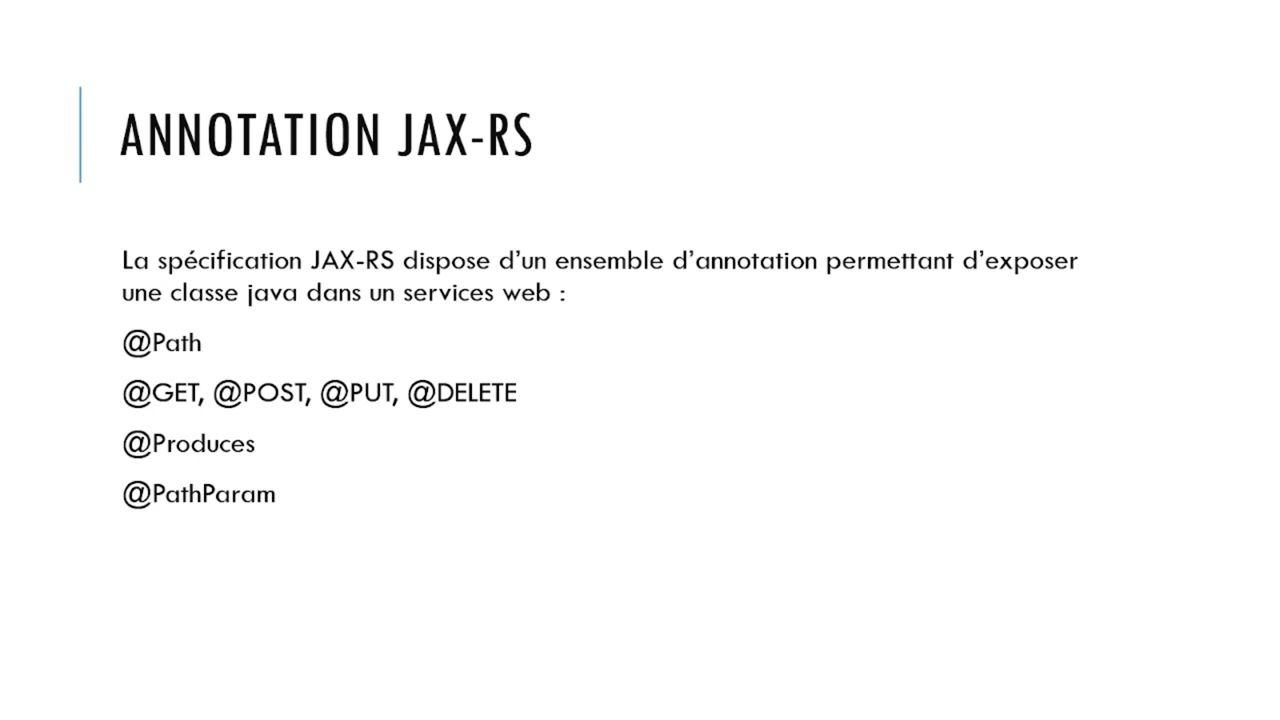 ANNOTATION JAX-RS
La spécification JAX-RS dispose d’un ensemble d’annotation permettant d’exposer
une classe java dans un services web :
@Path
@GET, @POST, @PUT, @DELETE
@Produces
@PathParam